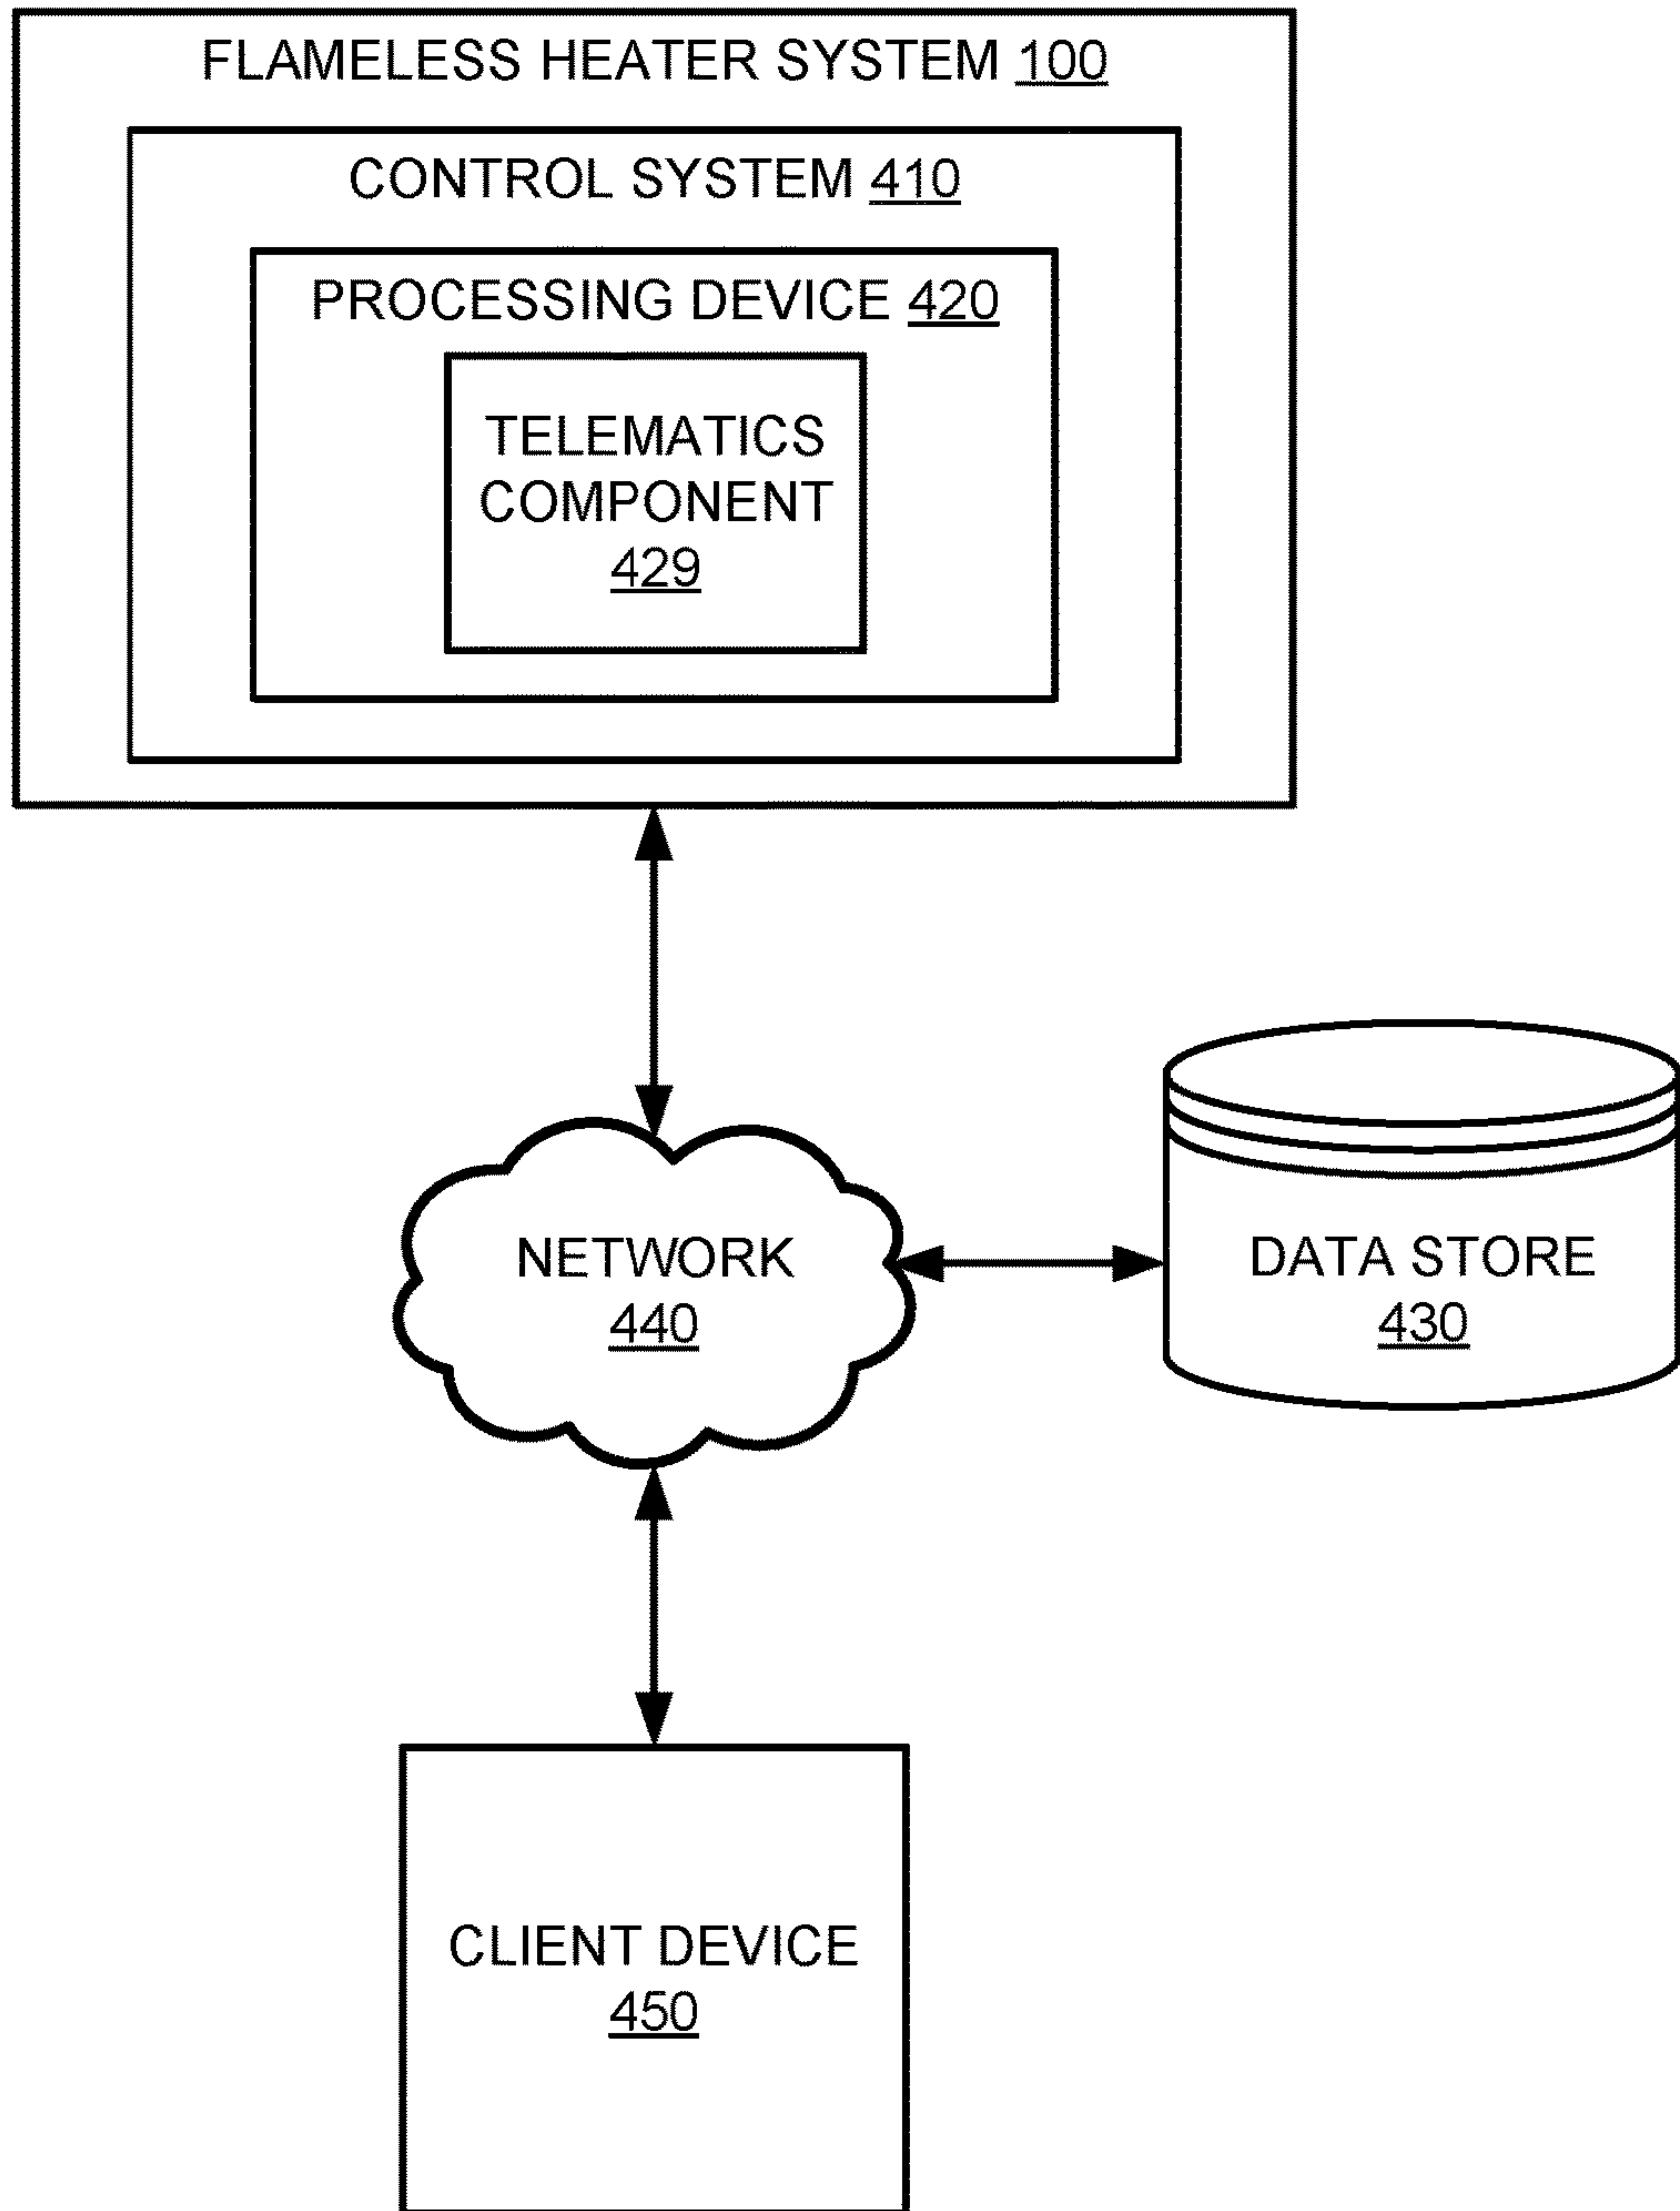 FLAMELESS HEATER SYSTEM 100
CONTROL SYSTEM 410
PROCESSING DEVICE 420
TELEMATICS
COMPONENT
429
NETWORK
440
DATA STORE
430
CLIENT DEVICE
450